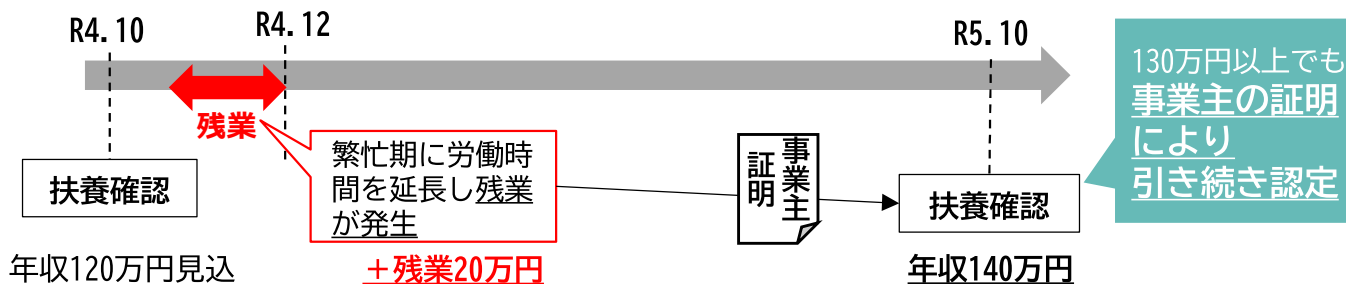 R4.10
R4.12
R5.10
残業
扶養確認
年収120万円見込
繁忙期に労働時
間を延長し残業
が発生
＋残業20万円
事業主
証明
扶養確認
年収140万円
130万円以上でも
事業主の証明
により
引き続き認定